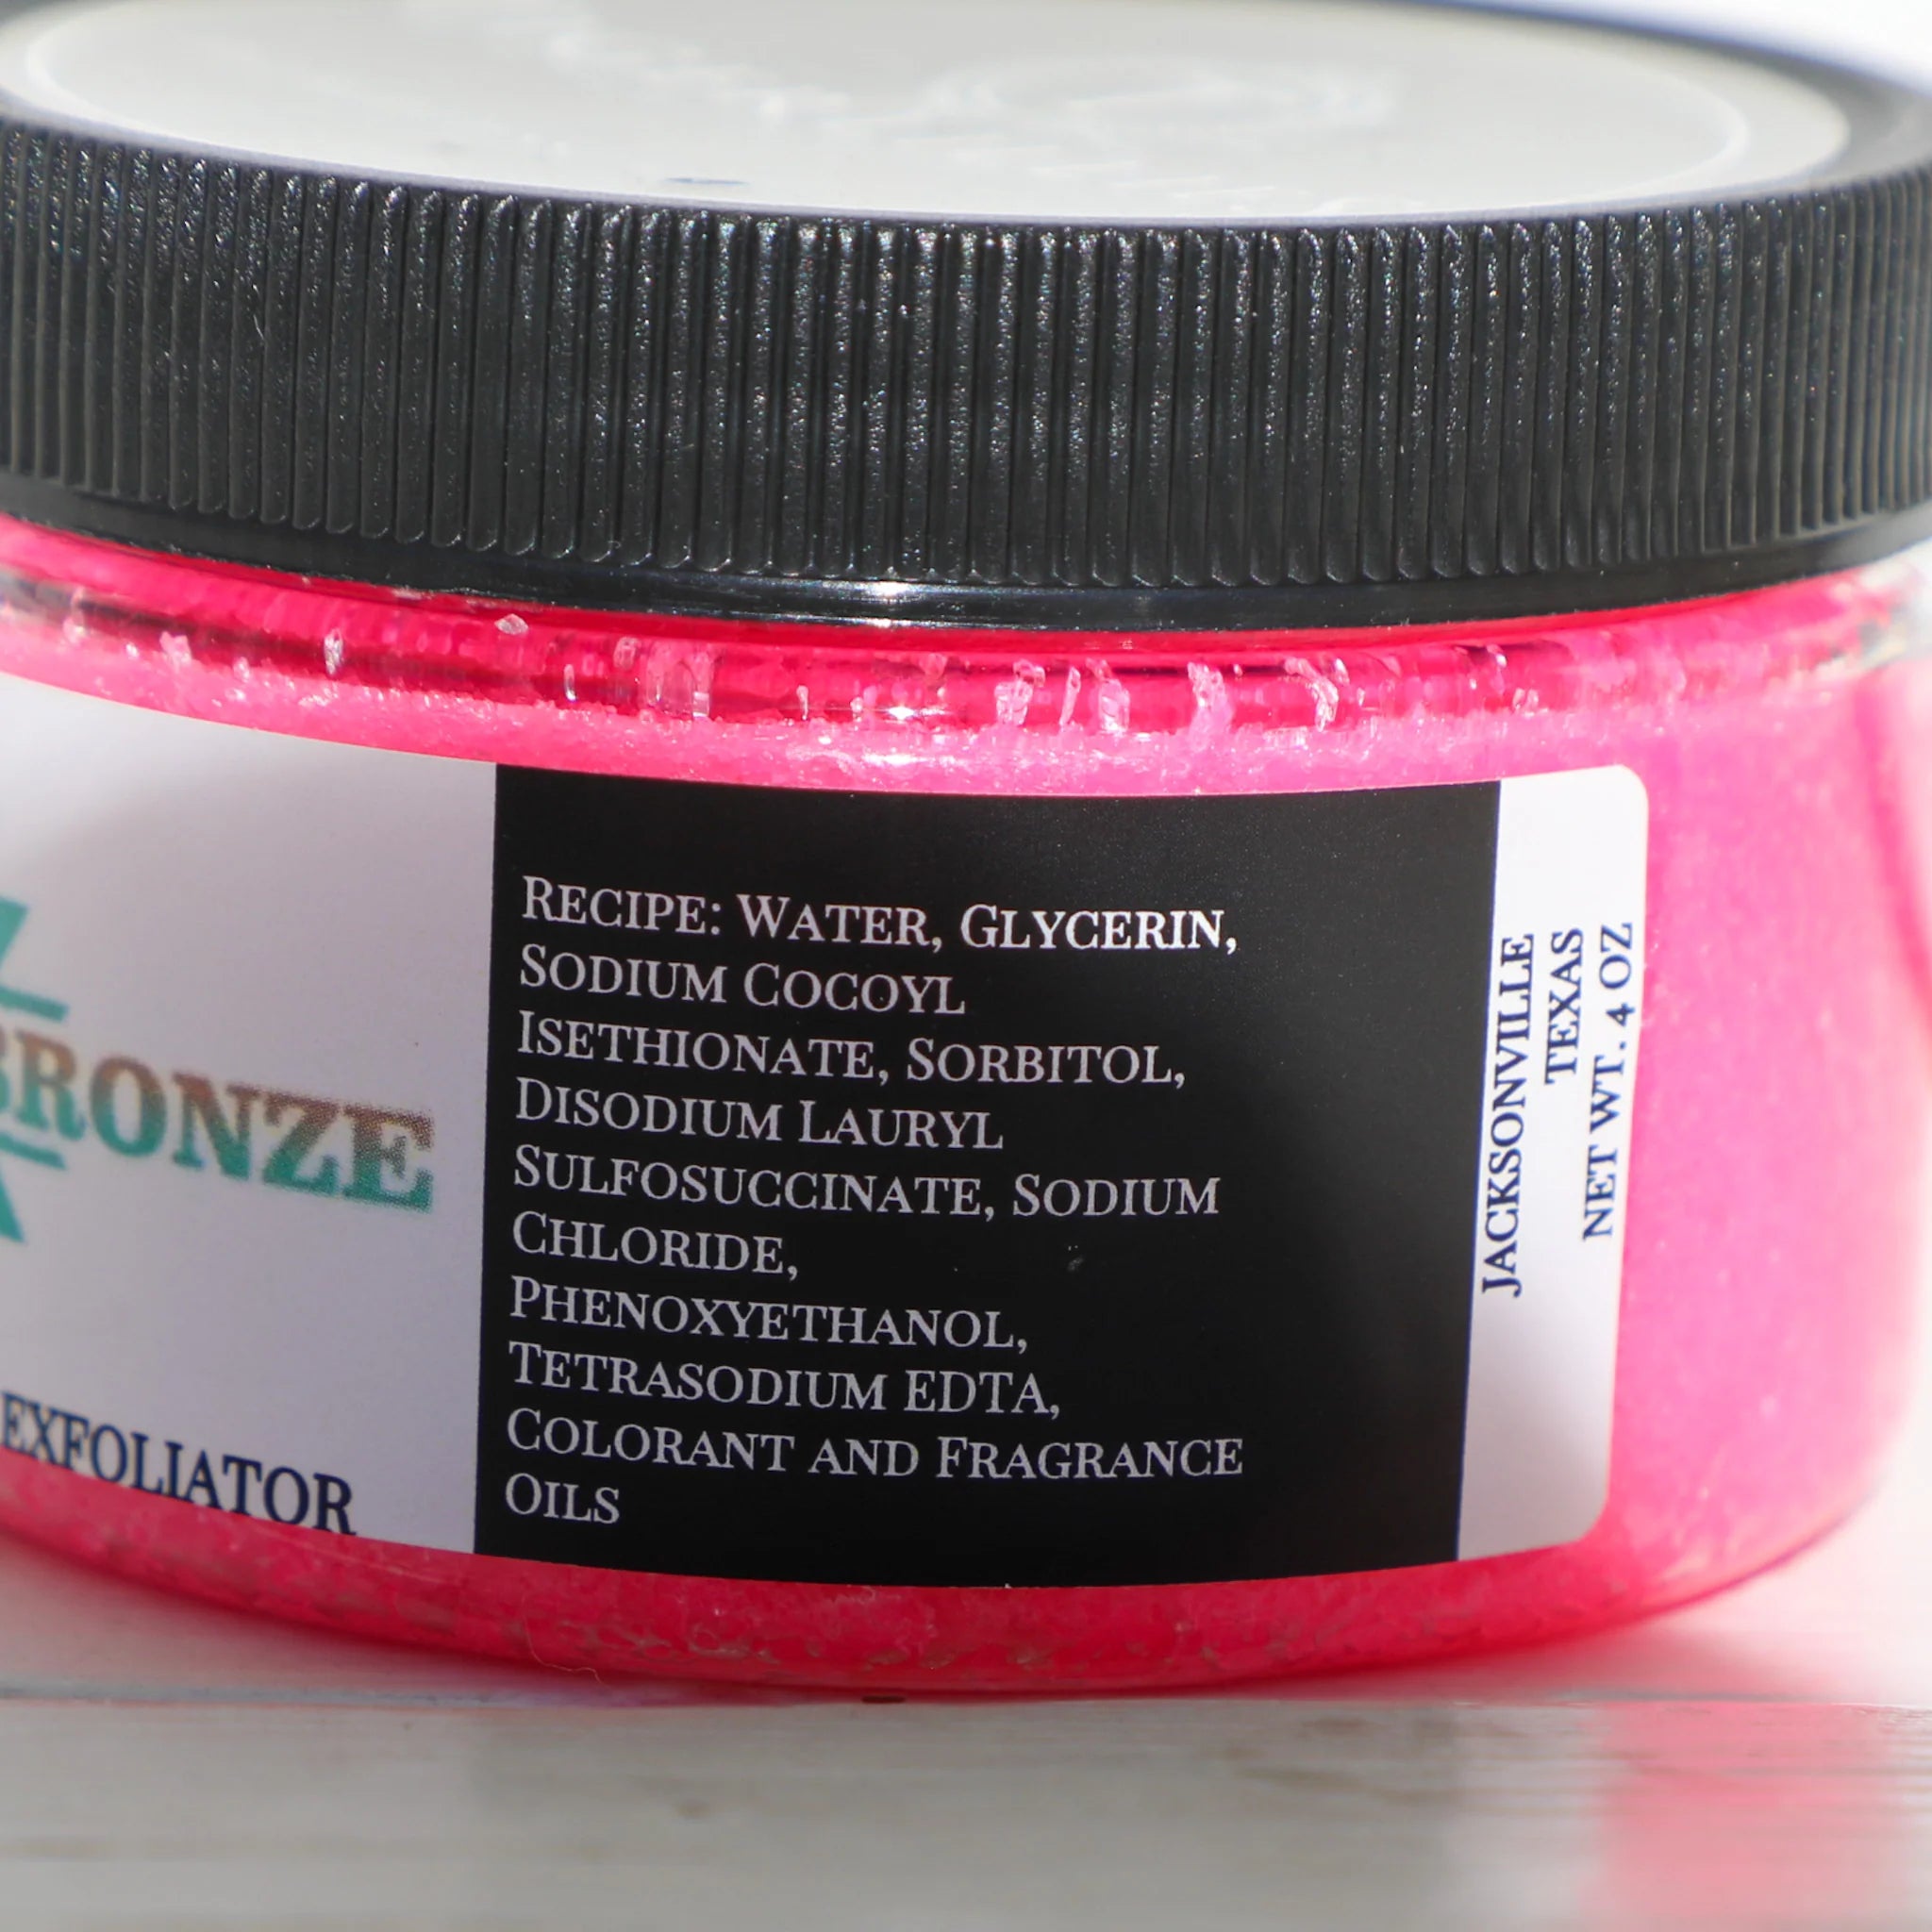 BRONZE
EXFOLIATOR
RECIPE: WATER, GLYCERIN,
SODIUM COCOYL
ISETHIONATE, SORBITOL,
DISODIUM LAURYL
SULFOSUCCINATE, SODIUM
CHLORIDE,
PHENOXYETHANOL,
TETRASODIUM EDTA,
COLORANT AND FRAGRANCE
OILS
JACKSONVILLE
TEXAS
NET WT. 4 OZ